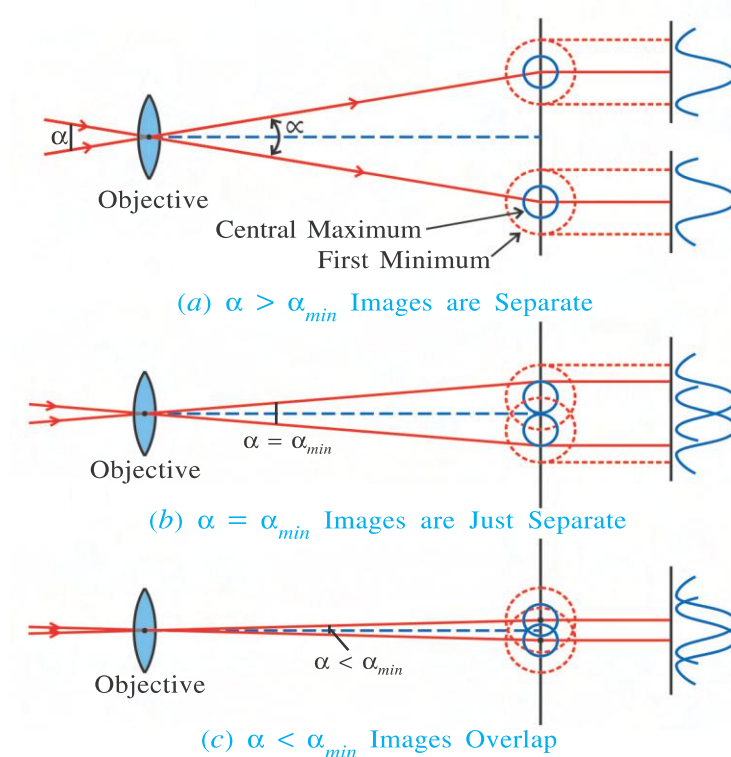 α
∝
Objective
Central Maximum
First Minimum
(a) α > αmin Images are Separate
α = αmin
Objective
(b) α = αmin Images are Just Separate
α < αmin
Objective
(c) α < αmin Images Overlap